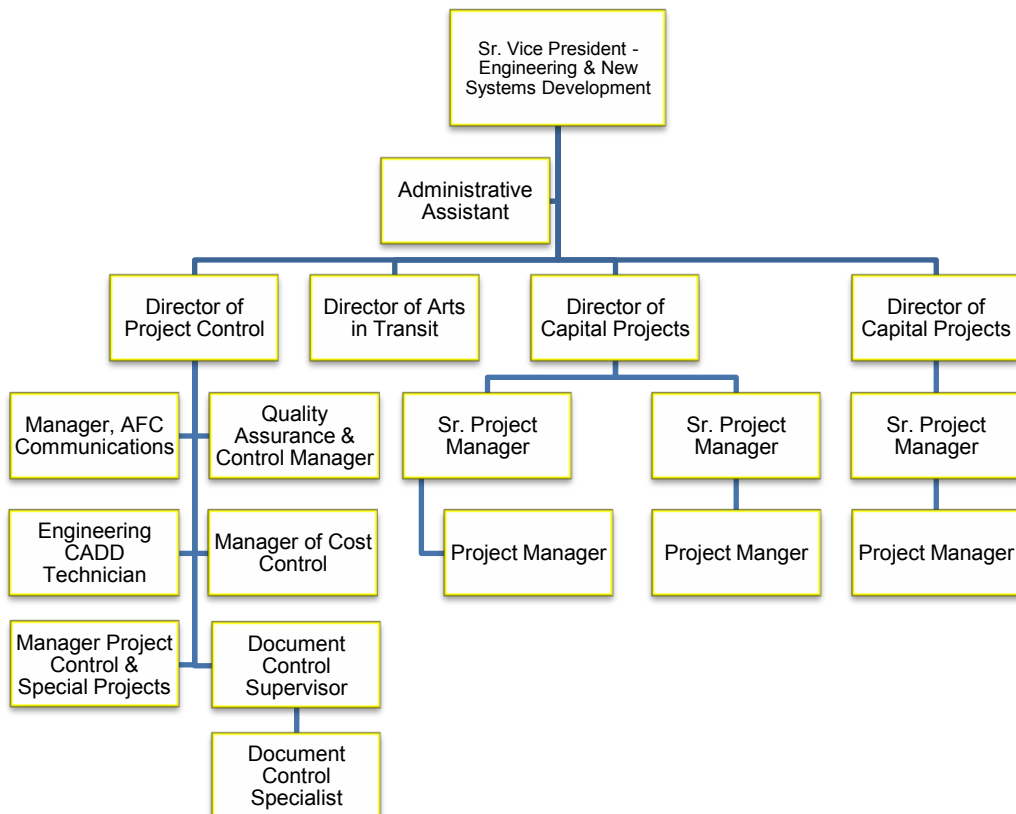 Sr. Vice President -
Engineering & New
Systems Development
Administrative
Assistant
Director of
Project Control
Director of Arts
in Transit
Director of
Capital Projects
Director of
Capital Projects
Manager, AFC
Communications
Quality
Assurance &
Control Manager
Sr. Project
Manager
Sr. Project
Manager
Sr. Project
Manager
Engineering
CADD
Technician
Manager of Cost
Control
Project Manager
Project Manger
Project Manager
Manager Project
Control &
Special Projects
Document
Control
Supervisor
Document
Control
Specialist